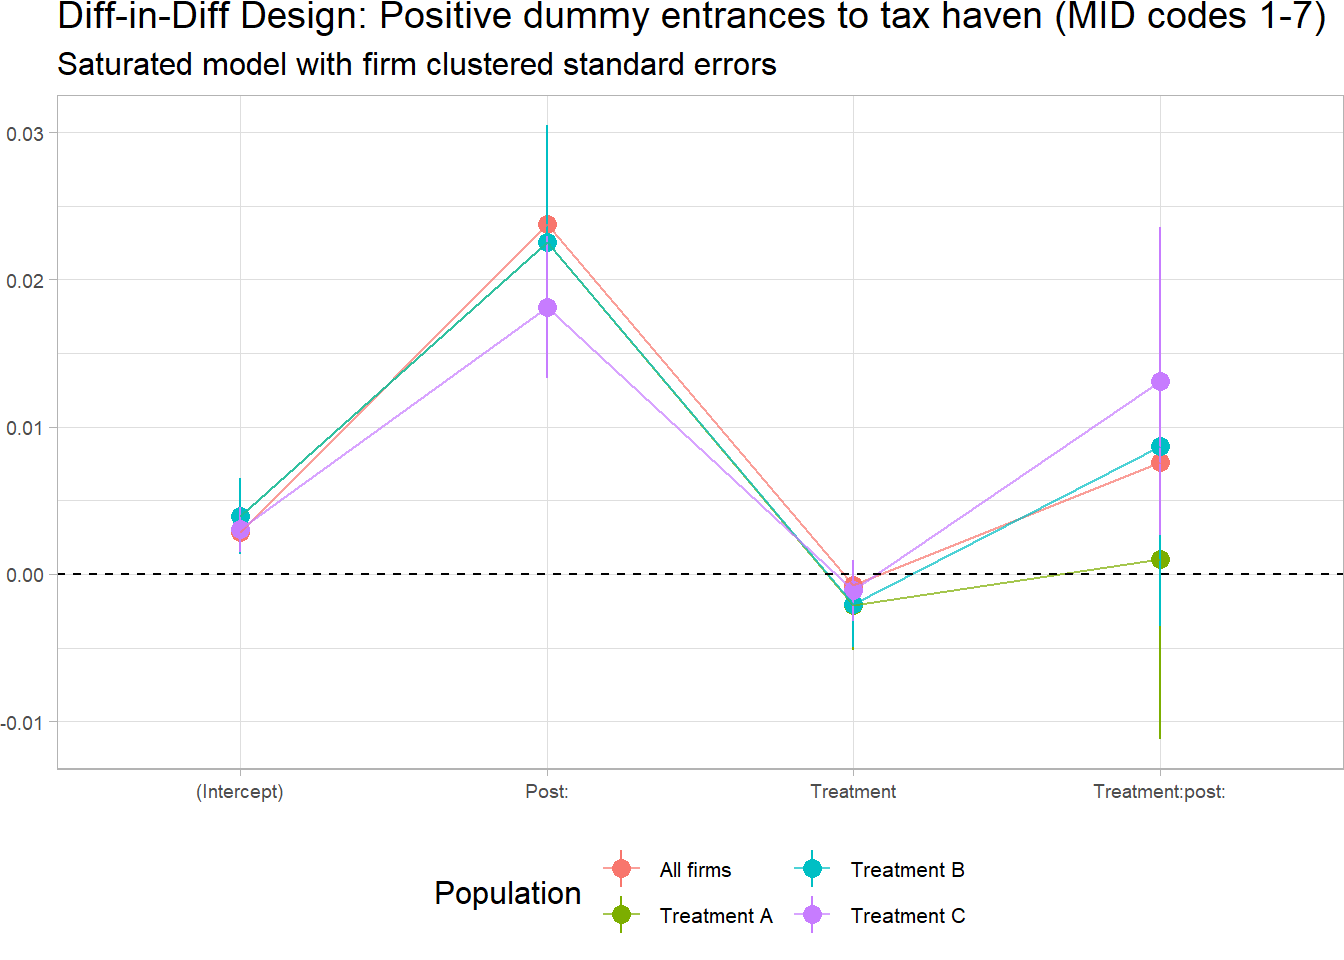 Diff-in-Diff Design: Positive dummy entrances to tax haven (MID codes 1-7)
Saturated model with firm clustered standard errors
0.03
0.02
0.01
0.00
-0.01
(Intercept) Post: Treatment Treatment:post:
Population
All firms Treatment B
Treatment A Treatment C